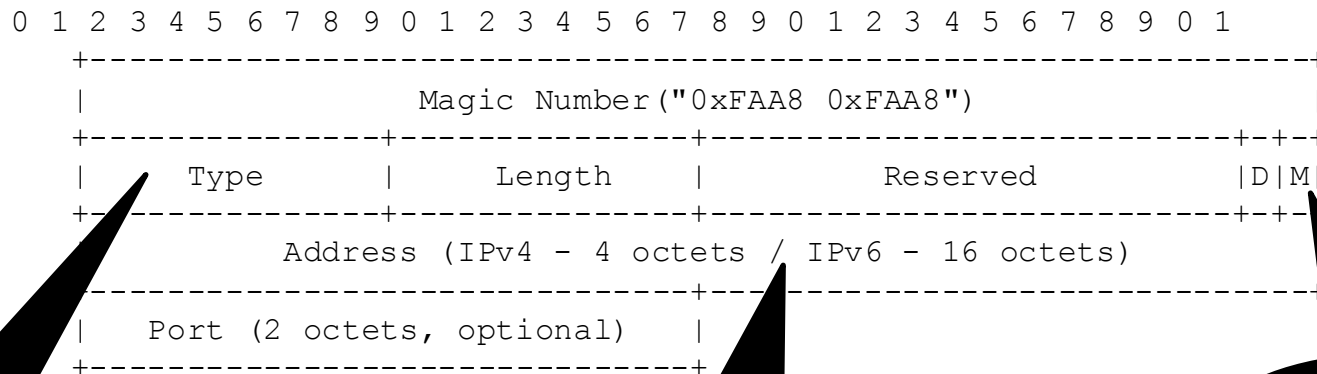 0 1 2 3 4 5 6 7 8 9 0 1 2 3 4 5 6 7 8 9 0 1 2 3 4 5 6 7 8 9 0 1
+---------------------------------------------------------------+
| Magic Number("0xFAA8 0xFAA8") |
+---------------+---------------+---------------------------+-+-+
| Type | Length | Reserved |D|M|
+---------------+---------------+---------------------------+-+-+
Address (IPv4 - 4 octets / IPv6 - 16 octets)
+-------------------------------+-------------------------------+
| Port (2 octets, optional) |
+-------------------------------+